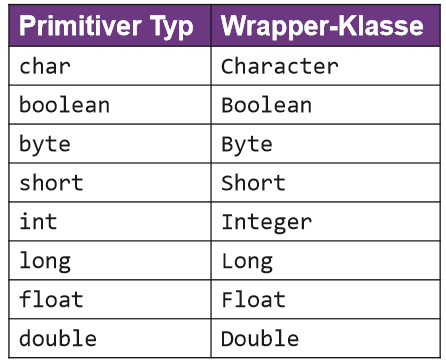 Primitiver Typ Wrapper-Klasse
char Character
boolean Boolean
byte Byte
short Short
int Integer
long Long
float Float
double Double